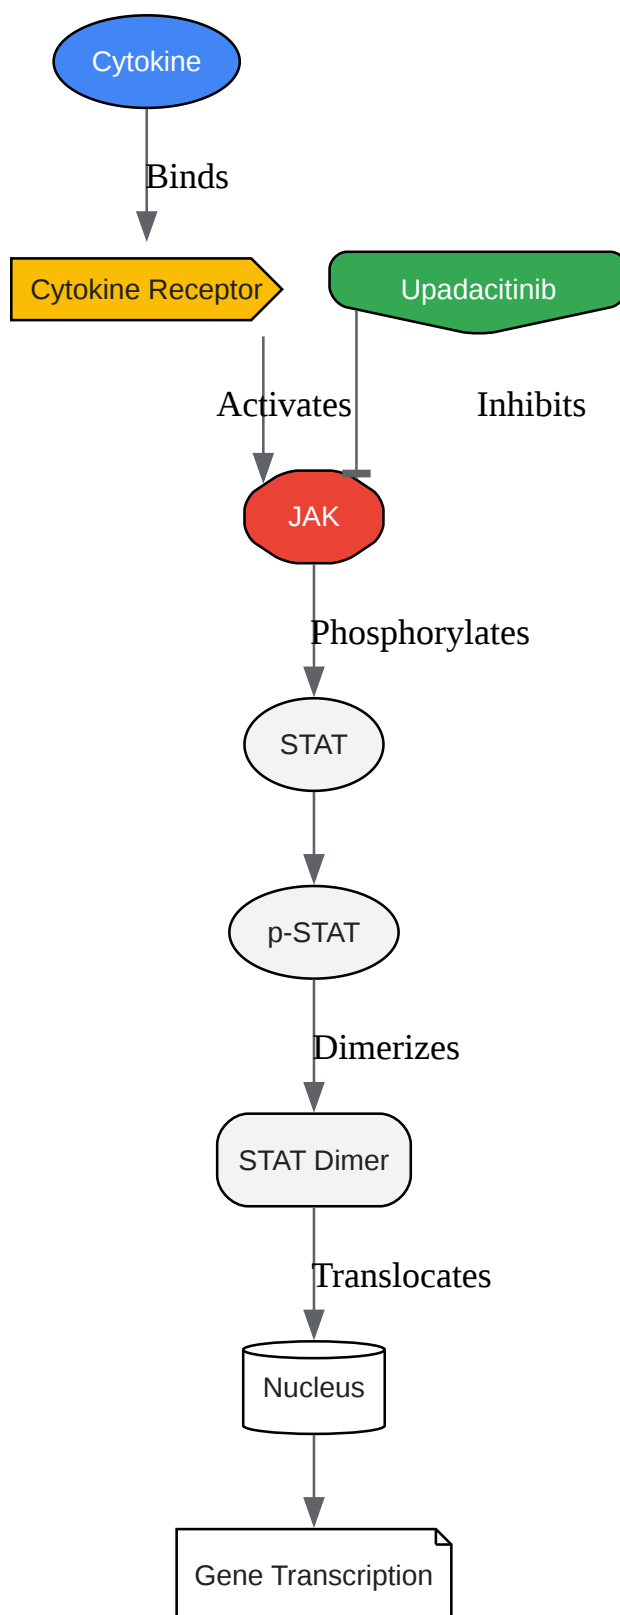 Cytokine
Binds
Cytokine Receptor
Upadacitinib
Activates
Inhibits
JAK
Phosphorylates
STAT
p-STAT
Dimerizes
STAT Dimer
Translocates
Nucleus
Gene Transcription